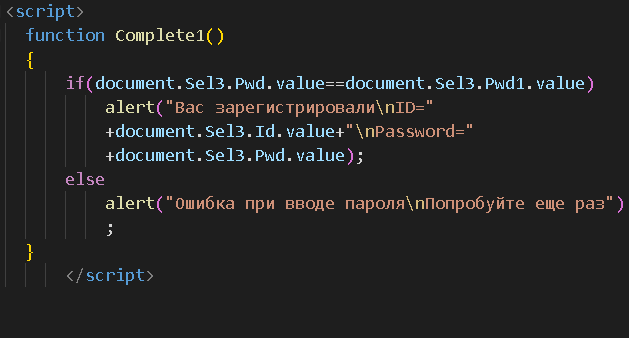 <script>
function Complete1()
{
if(document.Sel3.Pwd.value==document.Sel3.Pwd1.value)
alert("Вас зарегистрировали\nID="
+document.Sel3.Id.value+"\nPassword="
+document.Sel3.Pwd.value);
else
alert("Ошибка при вводе пароля\nПопробуйте еще раз")
;
}
</script>